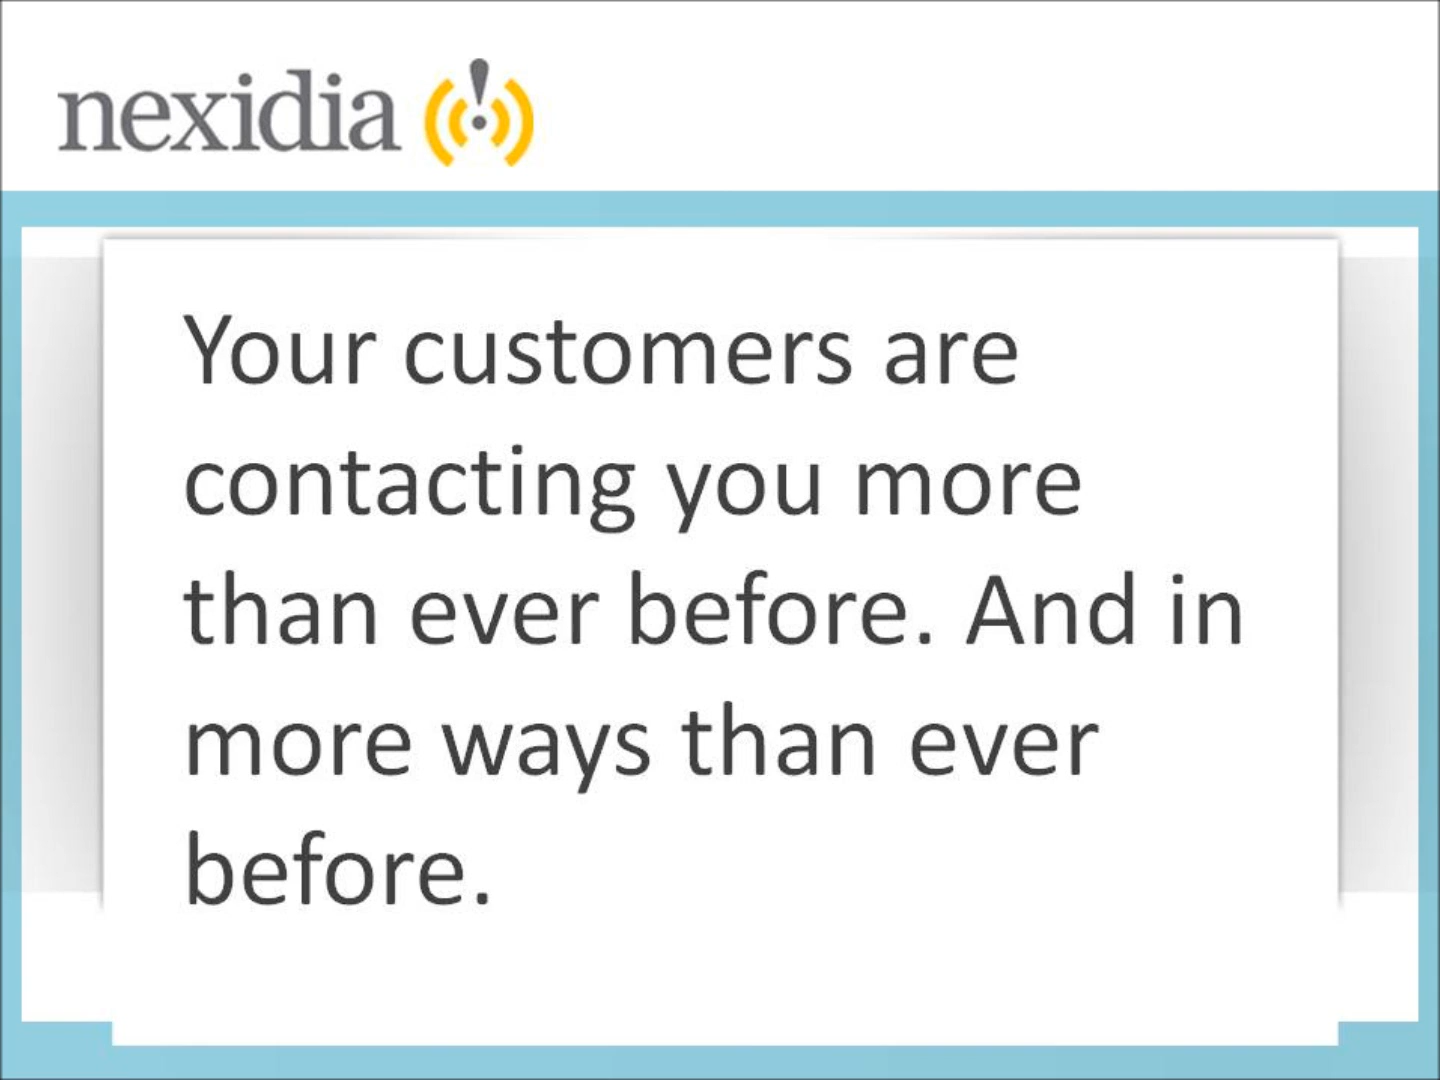 nexidia
Your customers are
contacting you more
than ever before. And in
more ways than ever
before.